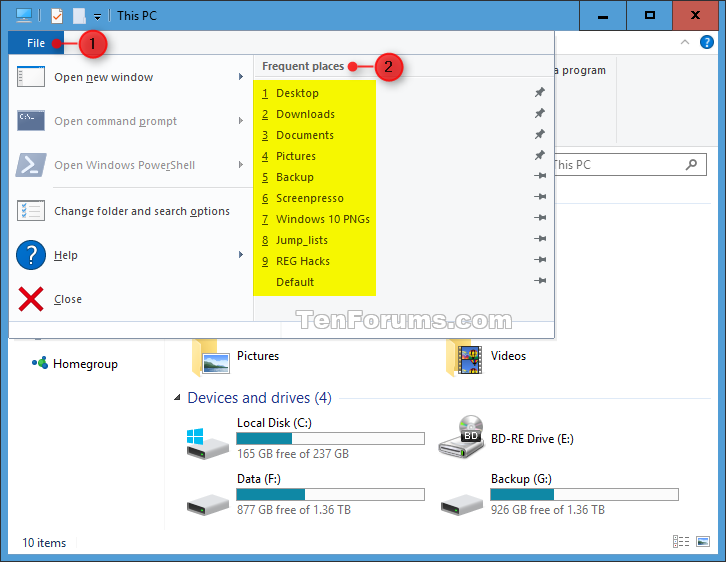 This PC
File
1
Frequent places
2
a program
Open new window
Open command prompt
Open Windows PowerShell
Change folder and search options
Help
Close
1 Desktop
2 Downloads
3 Documents
4 Pictures
5 Backup
6 Screenpresso
7 Windows 10 PNGs
8 Jump_lists
9 REG Hacks
Default
This PC
TenForums.com
Homegroup
Pictures
Videos
Devices and drives (4)
Local Disk (C:)
165 GB free of 237 GB
BD
BD-RE Drive (E:)
Data (F:)
877 GB free of 1.36 TB
Backup (G:)
926 GB free of 1.36 TB
10 items